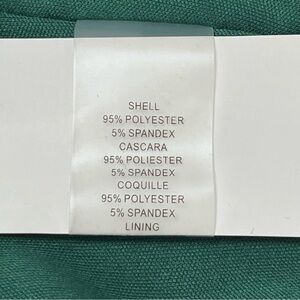 SHELL
95% POLYESTER
5% SPANDEX
CASCARA
95% POLIESTER
5% SPANDEX
COQUILLE
95% POLYESTER
5% SPANDEX
LINING